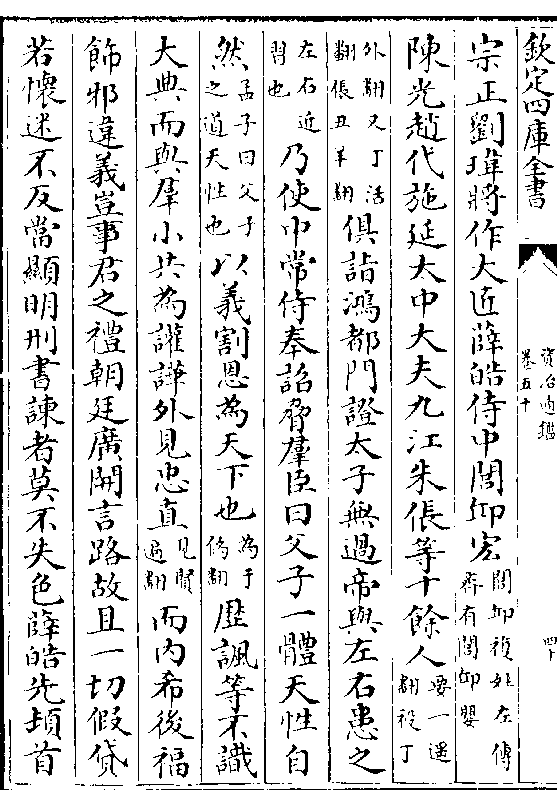 欽定四庫全書
資治通鑑
卷五十
四十
宗正劉瑋將作大匠薛皓侍中閭丘宏閭丘複姓左傳齊有閭丘嬰
陳光趙代施延太中大夫九江朱倀等十餘人要一遥翻祋丁
外翻又丁活翻倀丑羊翻俱詣鴻都門證太子無過帝與左右患之
左右近習也乃使中常侍奉詔脅羣臣曰父子一體天性自
然孟子曰父子之道天性也以義割恩為天下也為于偽翻歴諷等不識
大典而與羣小共為讙譁外見忠直見賢遍翻而内希後福
飾邪違義豈事君之禮朝廷廣開言路故且一切假貸
若懷迷不反當顯明刑書諫者莫不失色薛皓先頓首